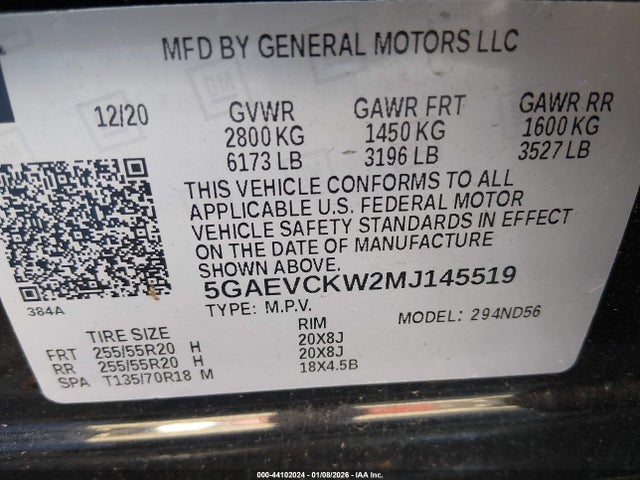 MFD BY GENERAL MOTORS LLC
12/20 GVWR GAWR FRT GAWR RR
2800 KG 1450 KG 1600 KG
6173 LB 3196 LB 3527 LB
THIS VEHICLE CONFORMS TO ALL
APPLICABLE U.S. FEDERAL MOTOR
VEHICLE SAFETY STANDARDS IN EFFECT
ON THE DATE OF MANUFACTURE
SHOWN ABOVE.
5GAEVCKW2MJ145519
384A TYPE: M.P.V. MODEL: 294ND56
TIRE SIZE RIM
FRT 255/55R20 H 20X8J
RR 255/55R20 H 20X8J
SPA T135/70R18 M 18X4.5B
000-44102024 - 01/08/2026 - IAA Inc.